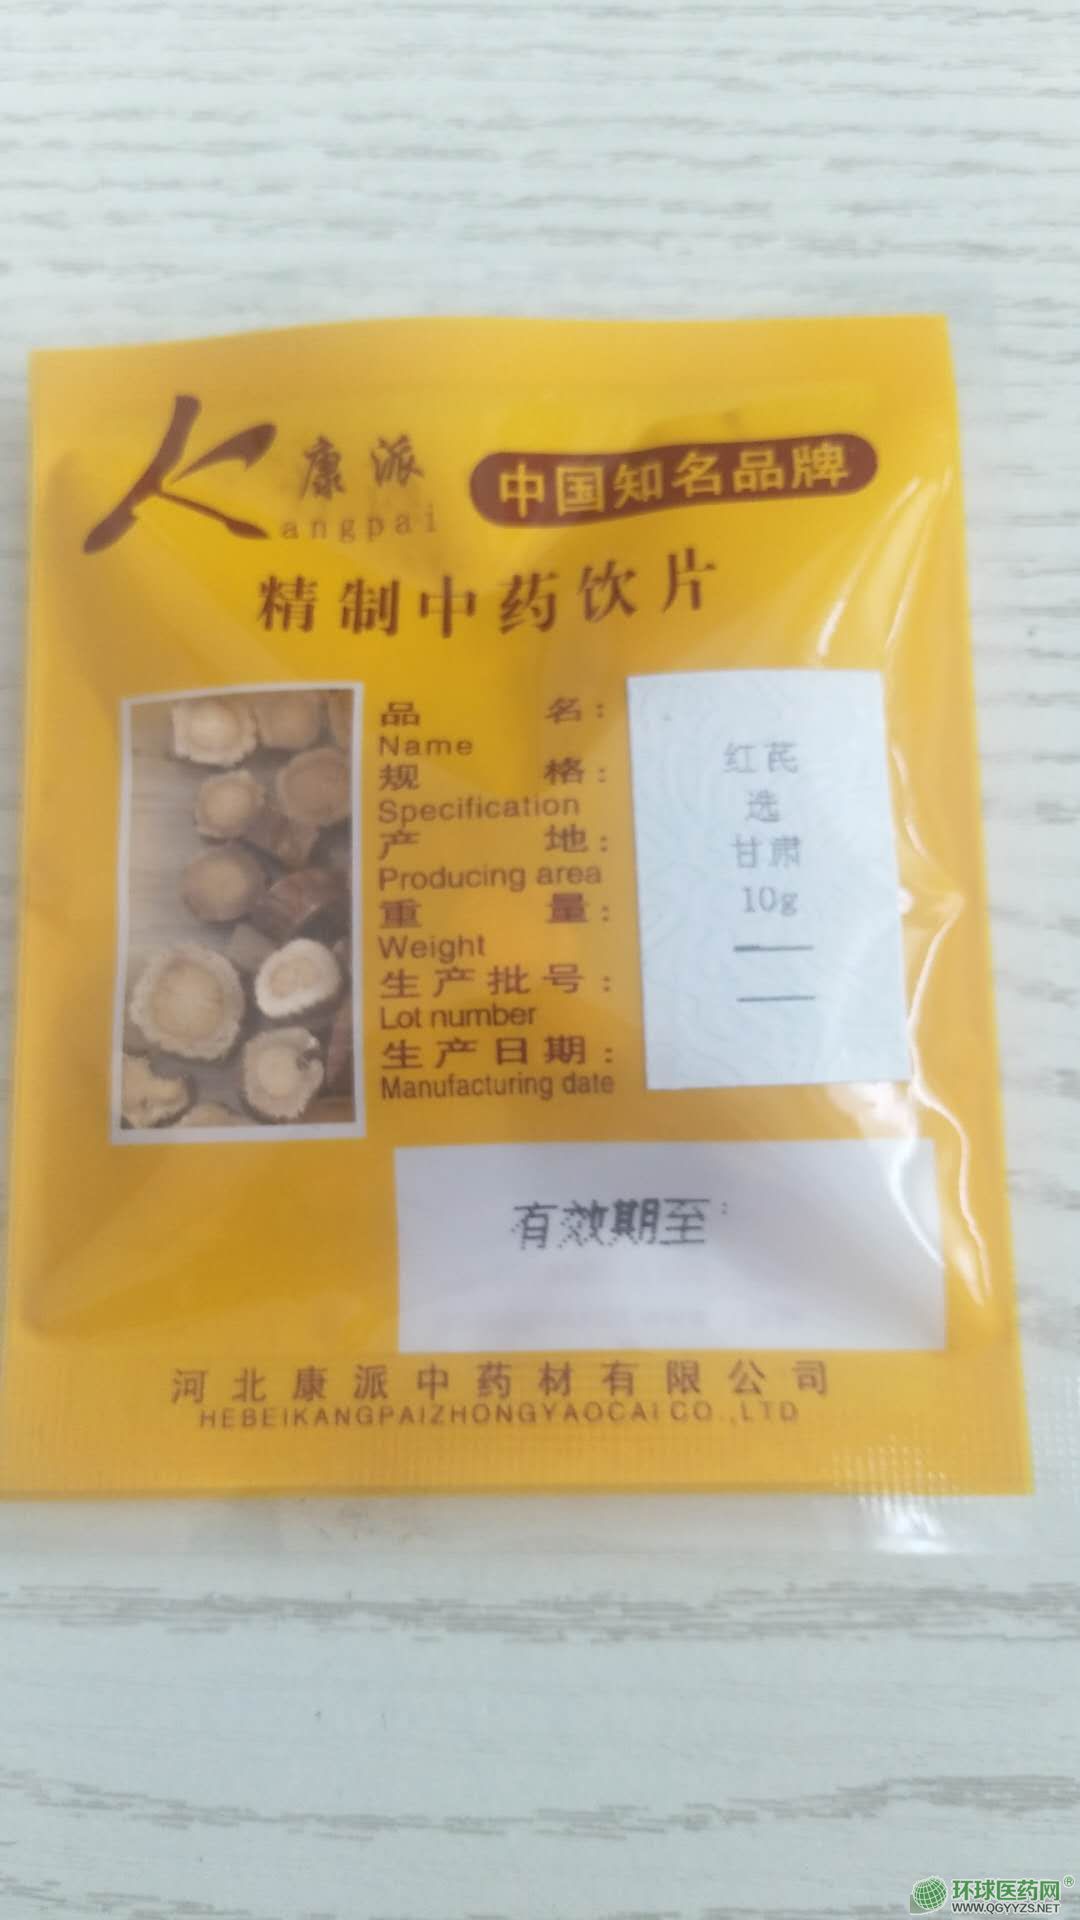 康派
angpai
中国知名品牌
精制中药饮片
品名：
Name
红芪
规格：
Specification
选
产地：
Producing area
甘肃
重量：
Weight
10g
生产批号：
Lot number
生产日期：
Manufacturing date
有效期至：
河北康派中药材有限公司
HEBEIKANGPAIZHONGYAOCAI CO.,LTD
环球医药网®
WWW.QGYYZS.NET